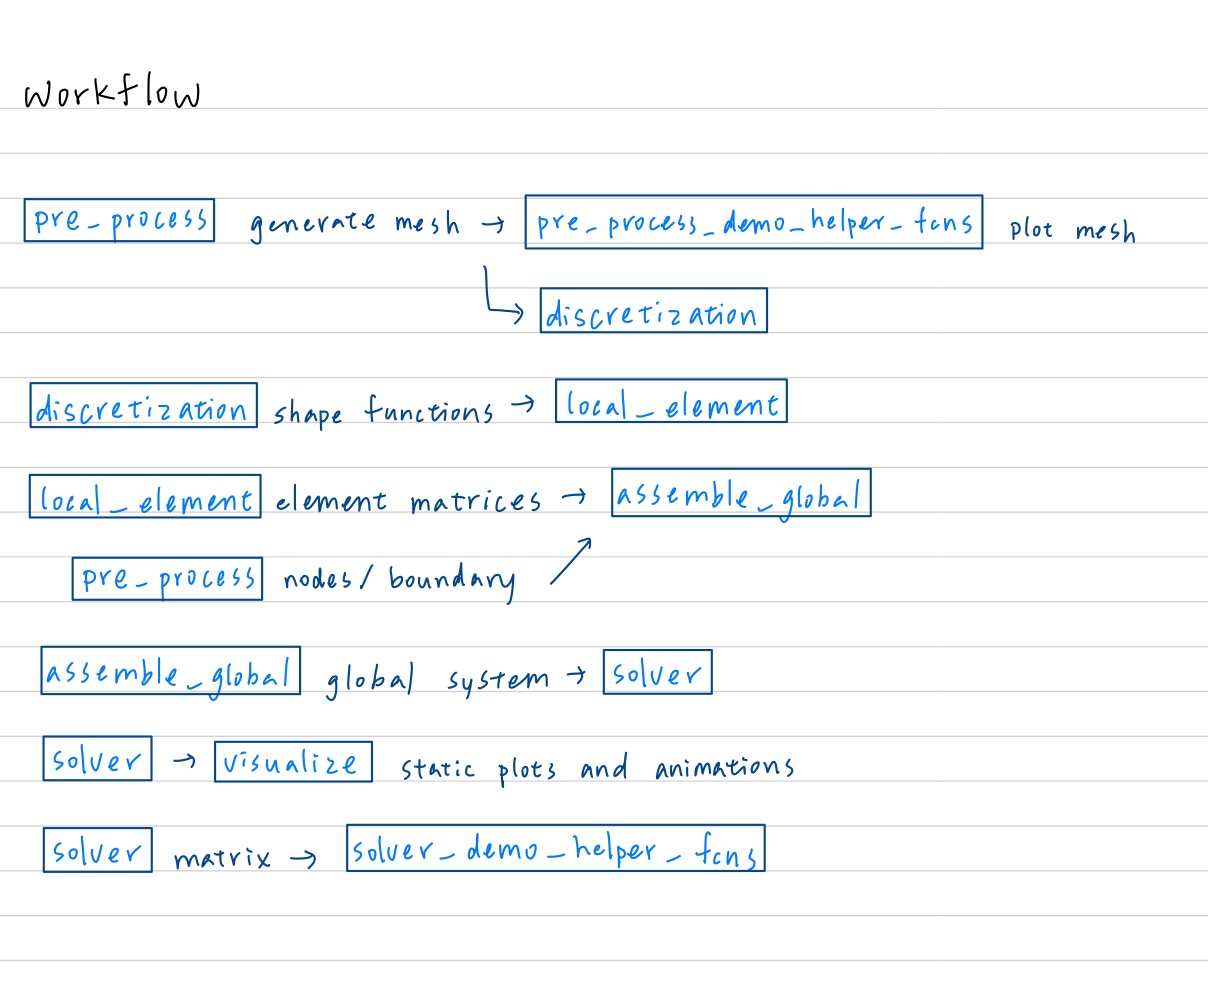 workflow
pre_process generate mesh → pre_process_demo_helper_fcns plot mesh
↳ discretization
discretization shape functions → local_element
local_element element matrices → assemble_global
pre_process nodes/ boundary ↗
assemble_global global system → solver
solver → visualize static plots and animations
solver matrix → solver_demo_helper_fcns